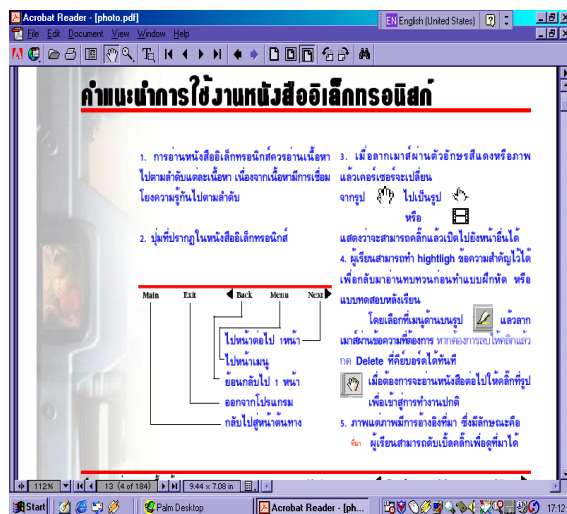 Acrobat Reader - [photo.pdf]
EN English (United States)
File Edit Document View Window Help
คำแนะนำการใช้งานหนังสืออิเล็กทรอนิสก์
1. การอ่านหนังสืออิเล็กทรอนิกส์ควรอ่านเนื้อหา
ไปตามลำดับแต่ละเนื้อหา เนื่องจากเนื้อหามีการเชื่อม
โยงความรู้กันไปตามลำดับ
2. ปุ่มที่ปรากฏในหนังสืออิเล็กทรอนิกส์
Main Exit Back Menu Next
ไปหน้าต่อไป 1หน้า
ไปหน้าเมนู
ย้อนกลับไป 1 หน้า
ออกจากโปรแกรม
กลับไปสู่หน้าต้นทาง
3. เมื่อลากเมาส์ผ่านตัวอักษรสีแดงหรือภาพ
แล้วเคอร์เซอร์จะเปลี่ยน
จากรูป ไปเป็นรูป
หรือ
แสดงว่าจะสามารถคลิ๊กแล้วเปิดไปยังหน้าอื่นได้
4. ผู้เรียนสามารถทำ hightligh ข้อความสำคัญไว้ได้
เพื่อกลับมาอ่านทบทวนก่อนทำแบบฝึกหัด หรือ
แบบทดสอบหลังเรียน
โดยเลือกที่เมนูด้านบนรูป แล้วลาก
เมาส์ผ่านข้อความที่ต้องการ หากต้องการลบให้คลิ๊กแล้ว
กด Delete ที่คีย์บอร์ดได้ทันที
เมื่อต้องการจะอ่านหนังสือต่อไปให้คลิ๊กที่รูป
เพื่อเข้าสู่การทำงานปกติ
5. ภาพแต่ภาพมีการอ้างอิงที่มา ซึ่งมีลักษณะคือ
ที่มา ผู้เรียนสามารถดับเบิ้ลคลิ๊กเพื่อดูที่มาได้
112% 13 (4 of 184) 9.44 x 7.08 in
Start Palm Desktop Acrobat Reader - [ph... 17:12